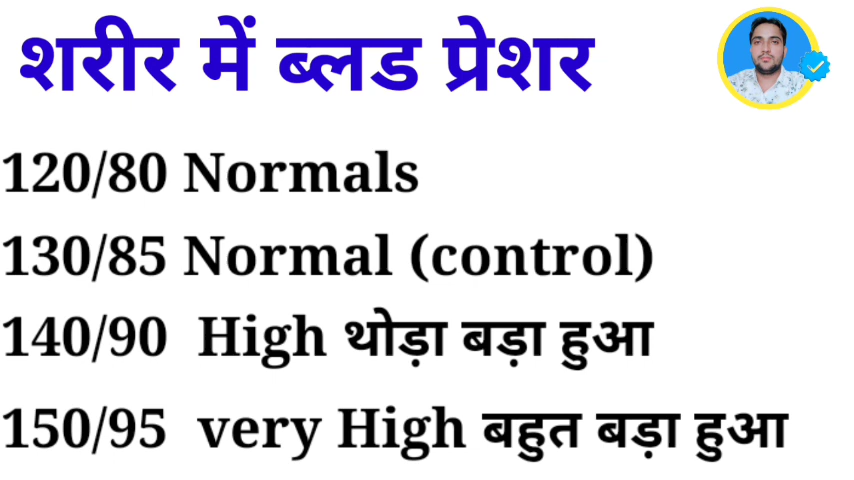 शरीर में ब्लड प्रेशर
120/80 Normals
130/85 Normal (control)
140/90 High थोड़ा बड़ा हुआ
150/95 very High बहुत बड़ा हुआ